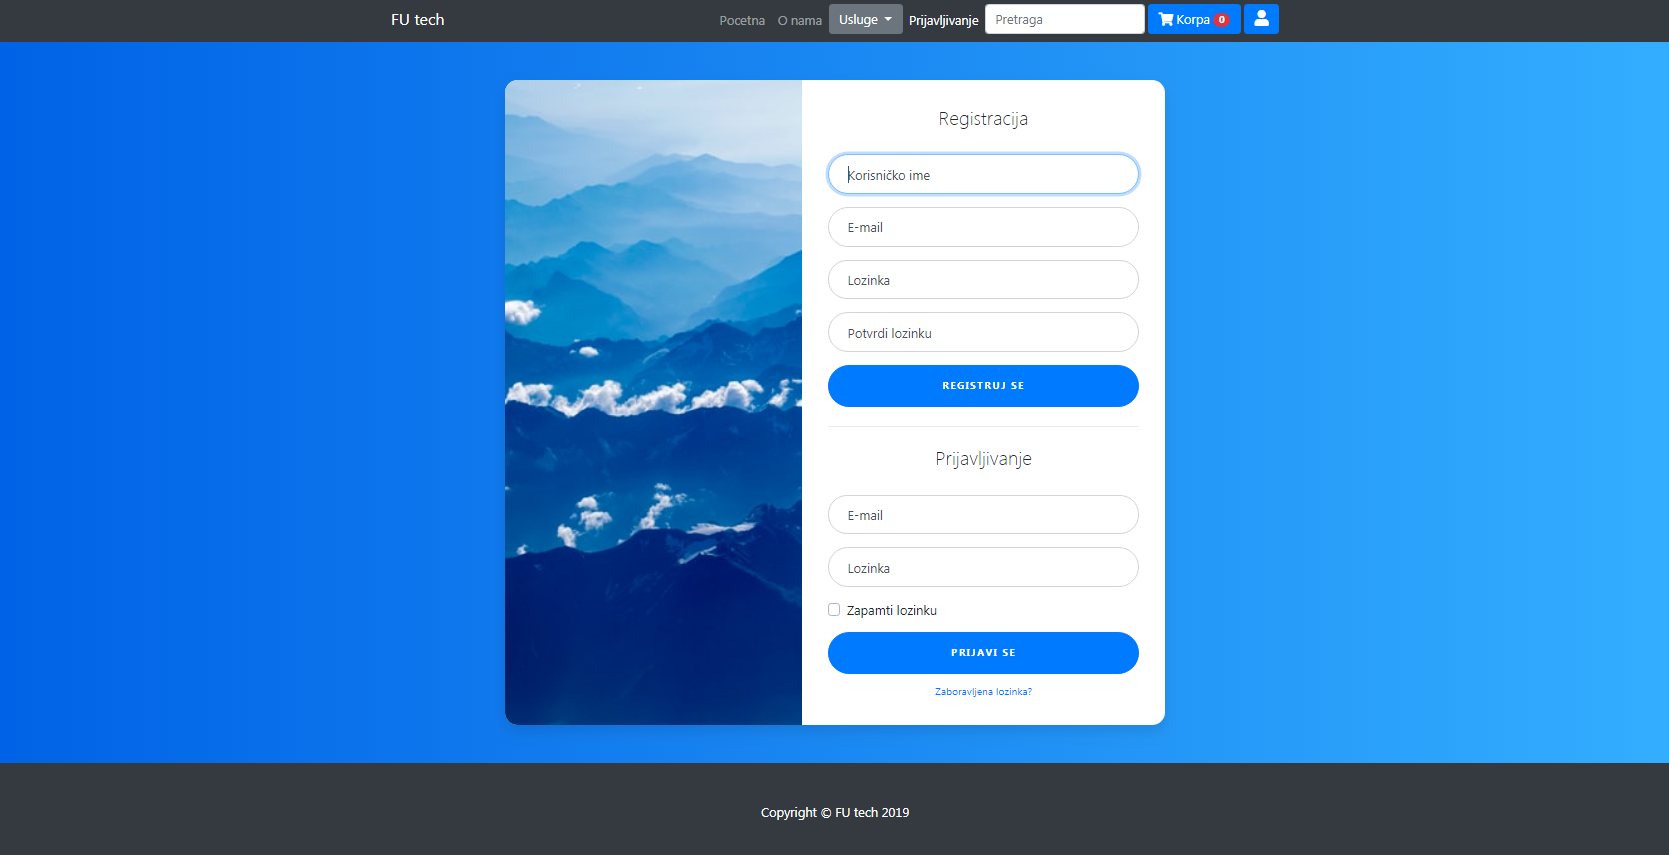 FU tech
Pocetna
O nama
Usluge
Prijavljivanje
Pretraga
Korpa 0
Registracija
Korisničko ime
E-mail
Lozinka
Potvrdi lozinku
REGISTRUJ SE
Prijavljivanje
E-mail
Lozinka
Zapamti lozinku
PRIJAVI SE
Zaboravljena lozinka?
Copyright © FU tech 2019